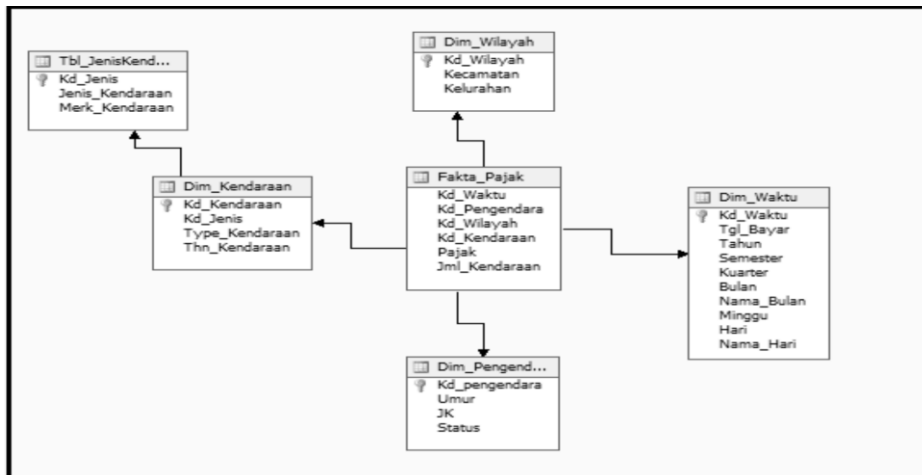 Tbl_JenisKend...
Kd_Jenis
Jenis_Kendaraan
Merk_Kendaraan
Dim_Wilayah
Kd_Wilayah
Kecamatan
Kelurahan
Dim_Kendaraan
Kd_Kendaraan
Kd_Jenis
Type_Kendaraan
Thn_Kendaraan
Fakta_Pajak
Kd_Waktu
Kd_Pengendara
Kd_Wilayah
Kd_Kendaraan
Pajak
Jml_Kendaraan
Dim_Waktu
Kd_Waktu
Tgl_Bayar
Tahun
Semester
Kuarter
Bulan
Nama_Bulan
Minggu
Hari
Nama_Hari
Dim_Pengend...
Kd_pengendara
Umur
JK
Status